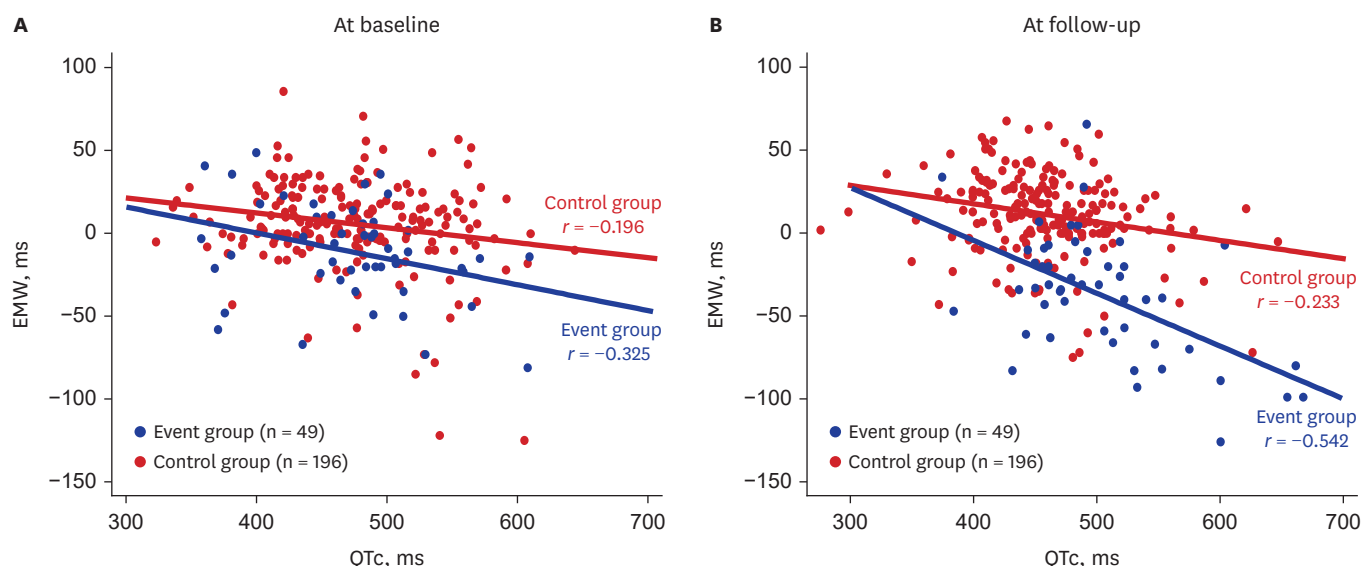 A
At baseline
100
50
0
−50
−100
−150
EMW, ms
Control group
r = −0.196
Event group
r = −0.325
Event group (n = 49)
Control group (n = 196)
300
400
500
600
700
QTc, ms
B
At follow-up
100
50
0
−50
−100
−150
EMW, ms
Control group
r = −0.233
Event group
r = −0.542
Event group (n = 49)
Control group (n = 196)
300
400
500
600
700
QTc, ms